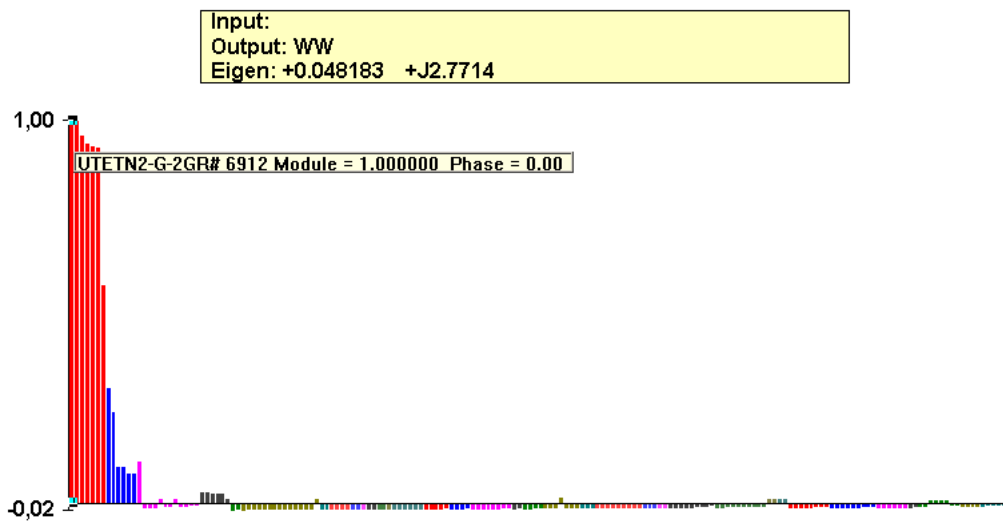 Input:
Output: WW
Eigen: +0.048183 +J2.7714
1,00
UTETN2-G-2GR# 6912 Module = 1.000000 Phase = 0.00
-0,02